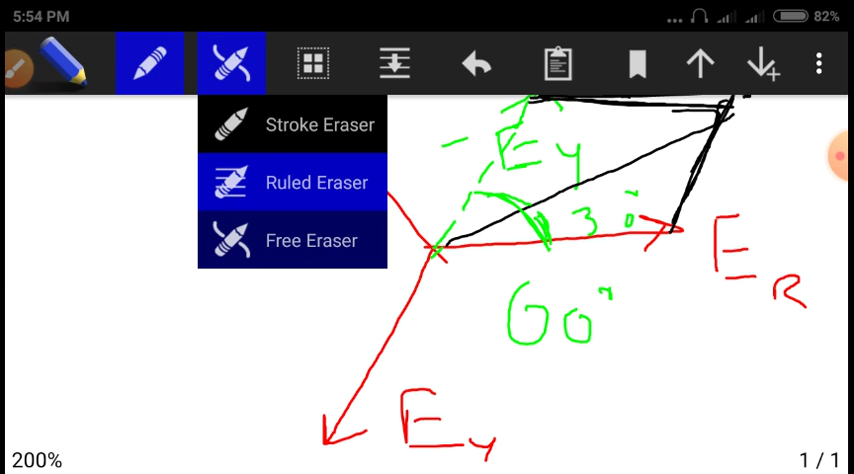 5:54 PM
82%
Stroke Eraser
Ruled Eraser
Free Eraser
- Ey
30°
ER
60°
Ey
200%
1 / 1